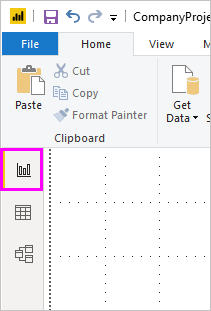 CompanyProje
File Home View M
Paste
Cut
Copy
Format Painter
Get
Data
Clipboard